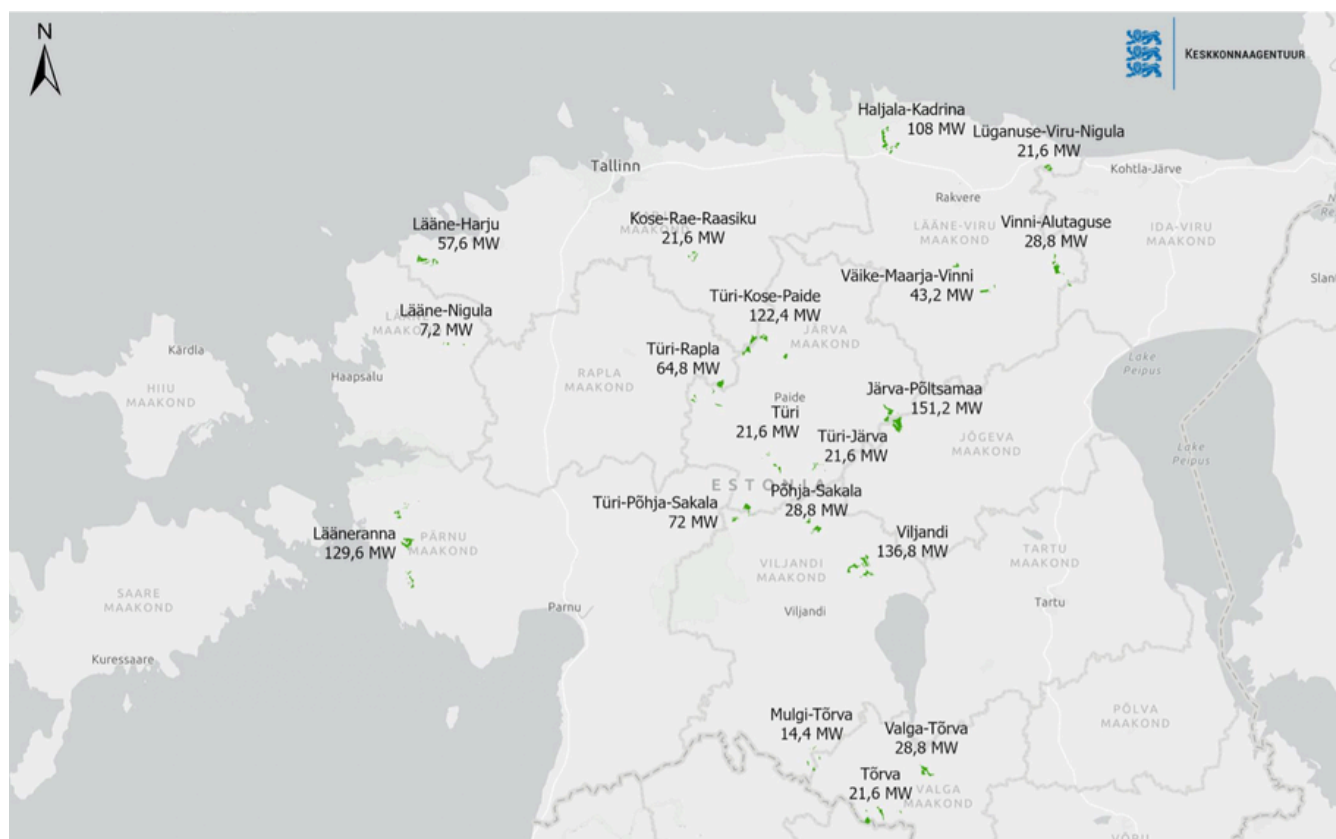 N
KESKKONNAAGENTUUR
Haljala-Kadrina
108 MW
Lüganuse-Viru-Nigula
21,6 MW
Tallinn
Kohtla-Järve
Rakvere
Lääne-Harju
57,6 MW
Kose-Rae-Raasiku
MAAKOND
21,6 MW
LÄÄNE-VIRU
MAAKOND
Vinni-Alutaguse
28,8 MW
IDA-VIRU
MAAKOND
Väike-Maarja-Vinni
43,2 MW
Türi-Kose-Paide
122,4 MW
Lääne-Nigula
7,2 MW
JÄRVA
MAAKOND
Kärdla
Türi-Rapla
64,8 MW
Lake
Peipus
Haapsalu
RAPLA
MAAKOND
HIIU
MAAKOND
Paide
Järva-Põltsamaa
151,2 MW
Türi
21,6 MW
Türi-Järva
21,6 MW
JÕGEVA
MAAKOND
Lake
Peipus
ESTONIA
Türi-Põhja-Sakala
72 MW
Põhja-Sakala
28,8 MW
Lääneranna
129,6 MW
PÄRNU
MAAKOND
Viljandi
136,8 MW
TARTU
MAAKOND
VILJANDI
MAAKOND
SAARE
MAAKOND
Parnu
Viljandi
Tartu
Kuressaare
Mulgi-Tõrva
14,4 MW
Valga-Tõrva
28,8 MW
PÕLVA
MAAKOND
Tõrva
21,6 MW
VALGA
MAAKOND